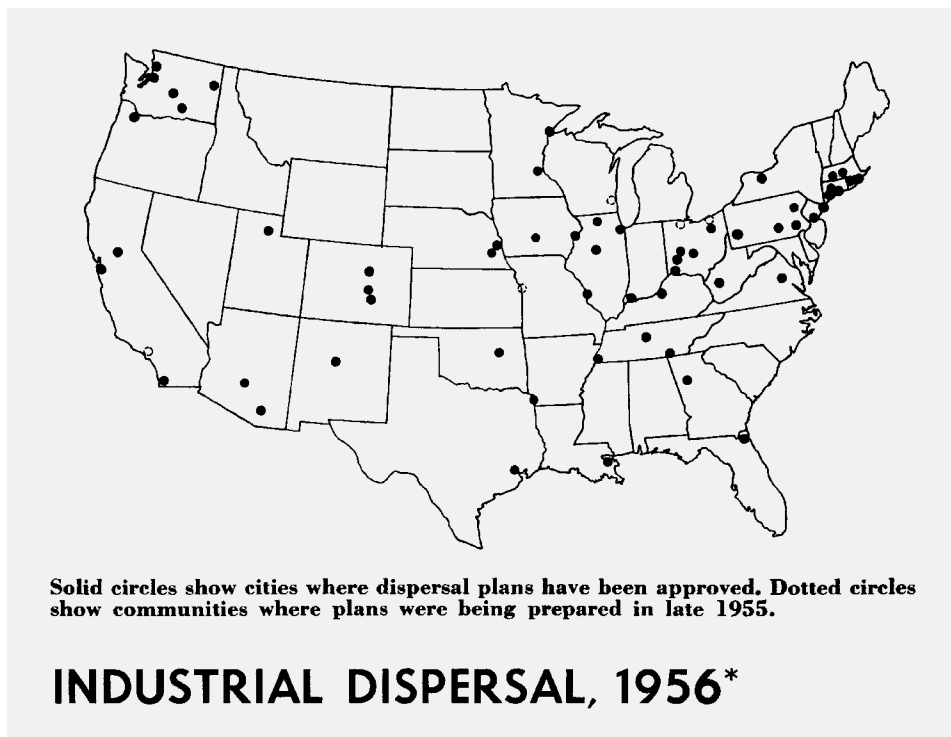 Solid circles show cities where dispersal plans have been approved. Dotted circles
show communities where plans were being prepared in late 1955.
INDUSTRIAL DISPERSAL, 1956*